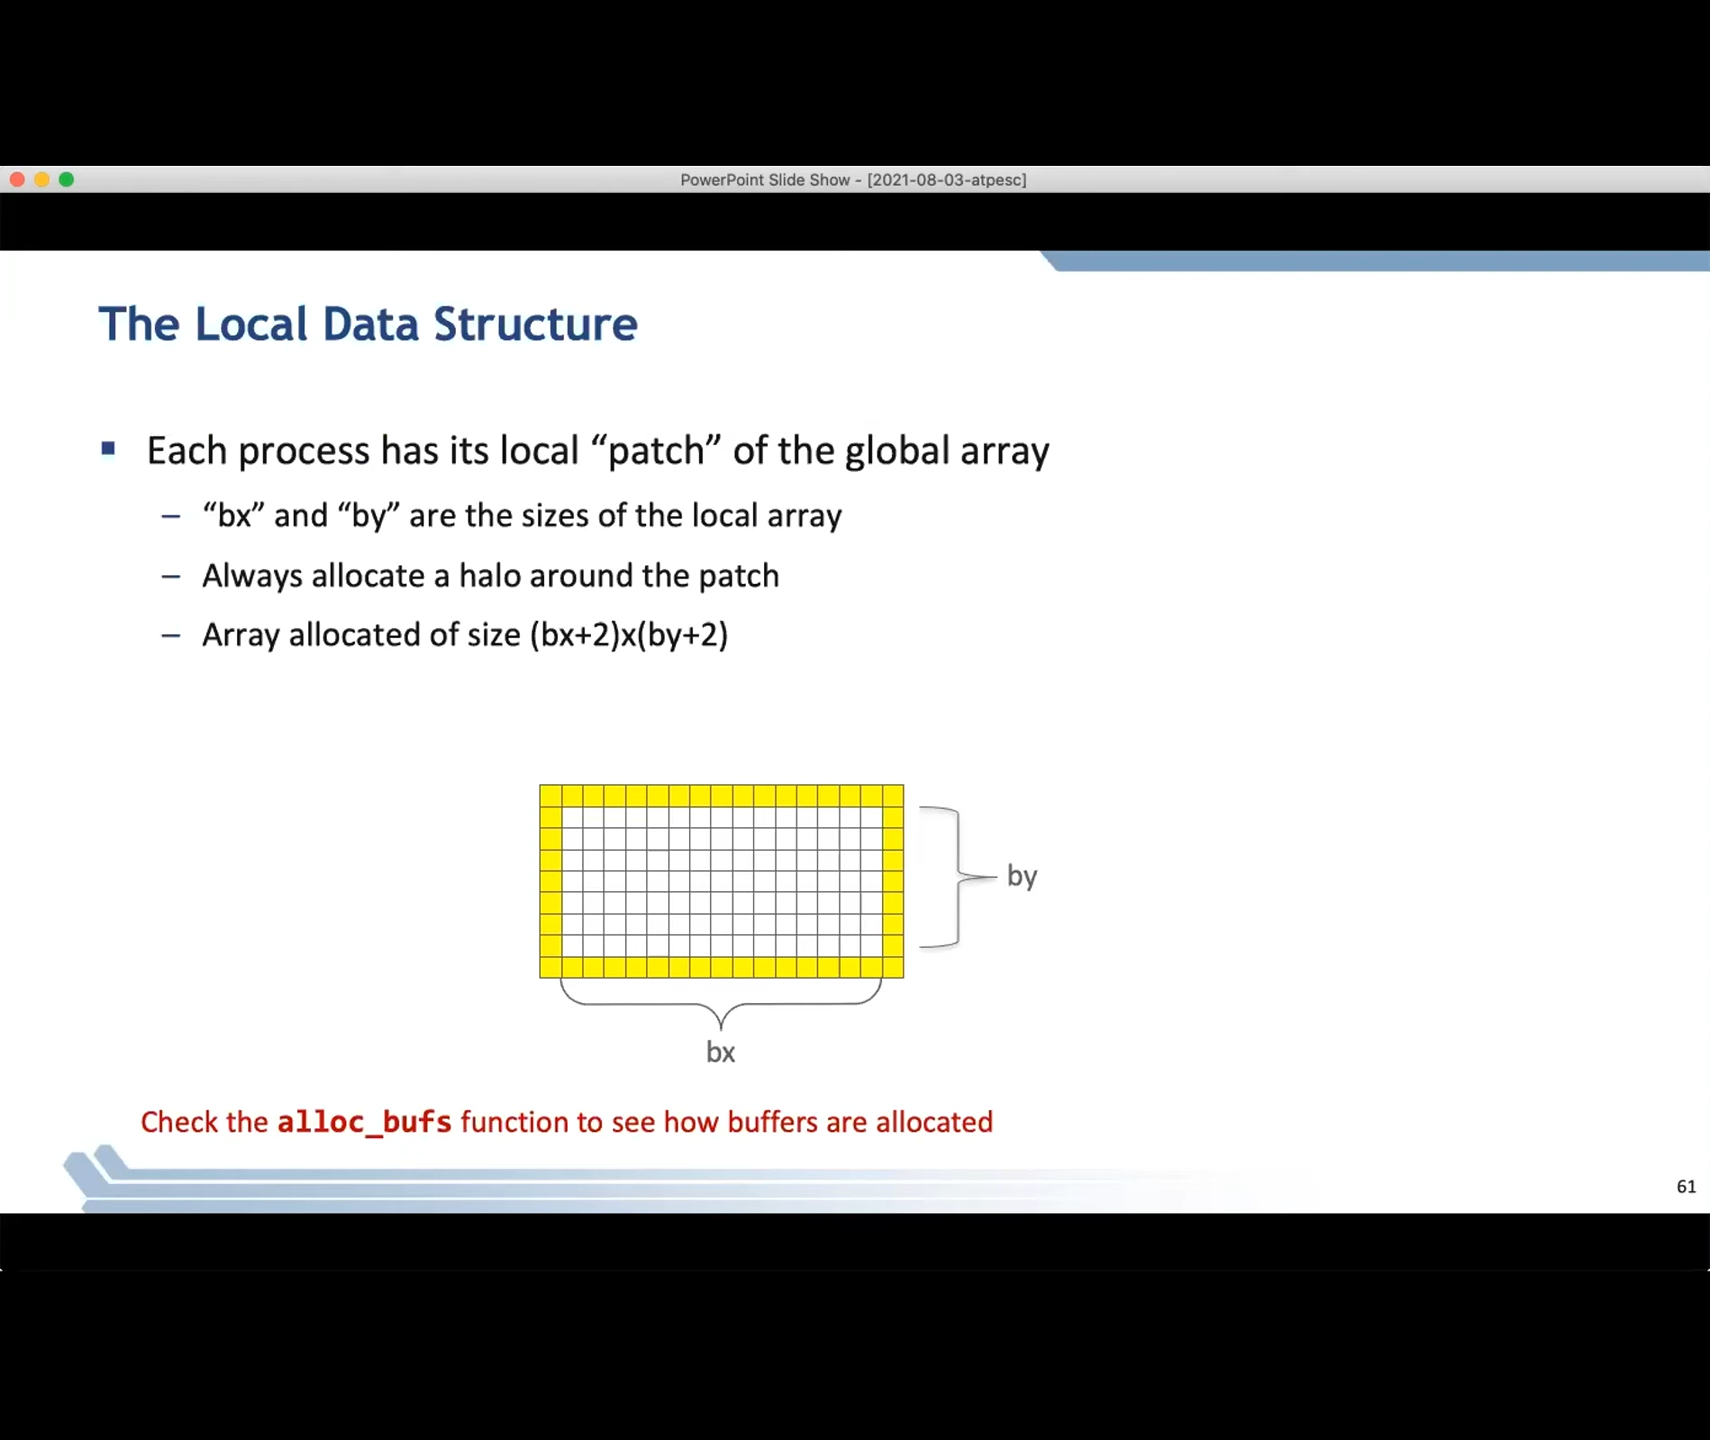 PowerPoint Slide Show - [2021-08-03-atpesc]
The Local Data Structure
▪ Each process has its local “patch” of the global array
– “bx” and “by” are the sizes of the local array
– Always allocate a halo around the patch
– Array allocated of size (bx+2)x(by+2)
by
bx
Check the alloc_bufs function to see how buffers are allocated
61